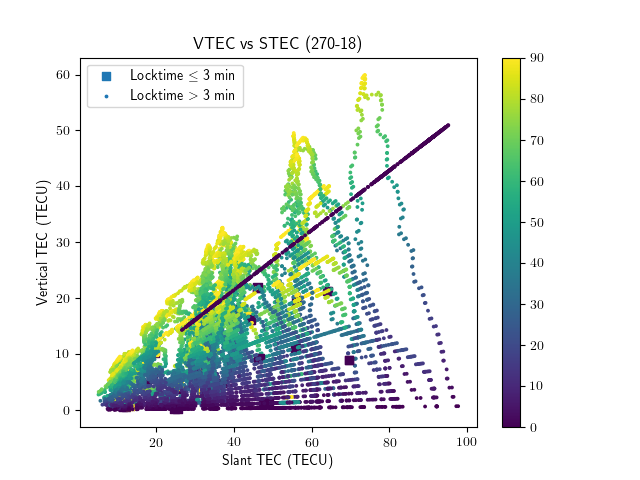 VTEC vs STEC (270-18)
Locktime ≤ 3 min
Locktime > 3 min
Vertical TEC (TECU)
60
50
40
30
20
10
0
20 40 60 80 100
Slant TEC (TECU)
90
80
70
60
50
40
30
20
10
0